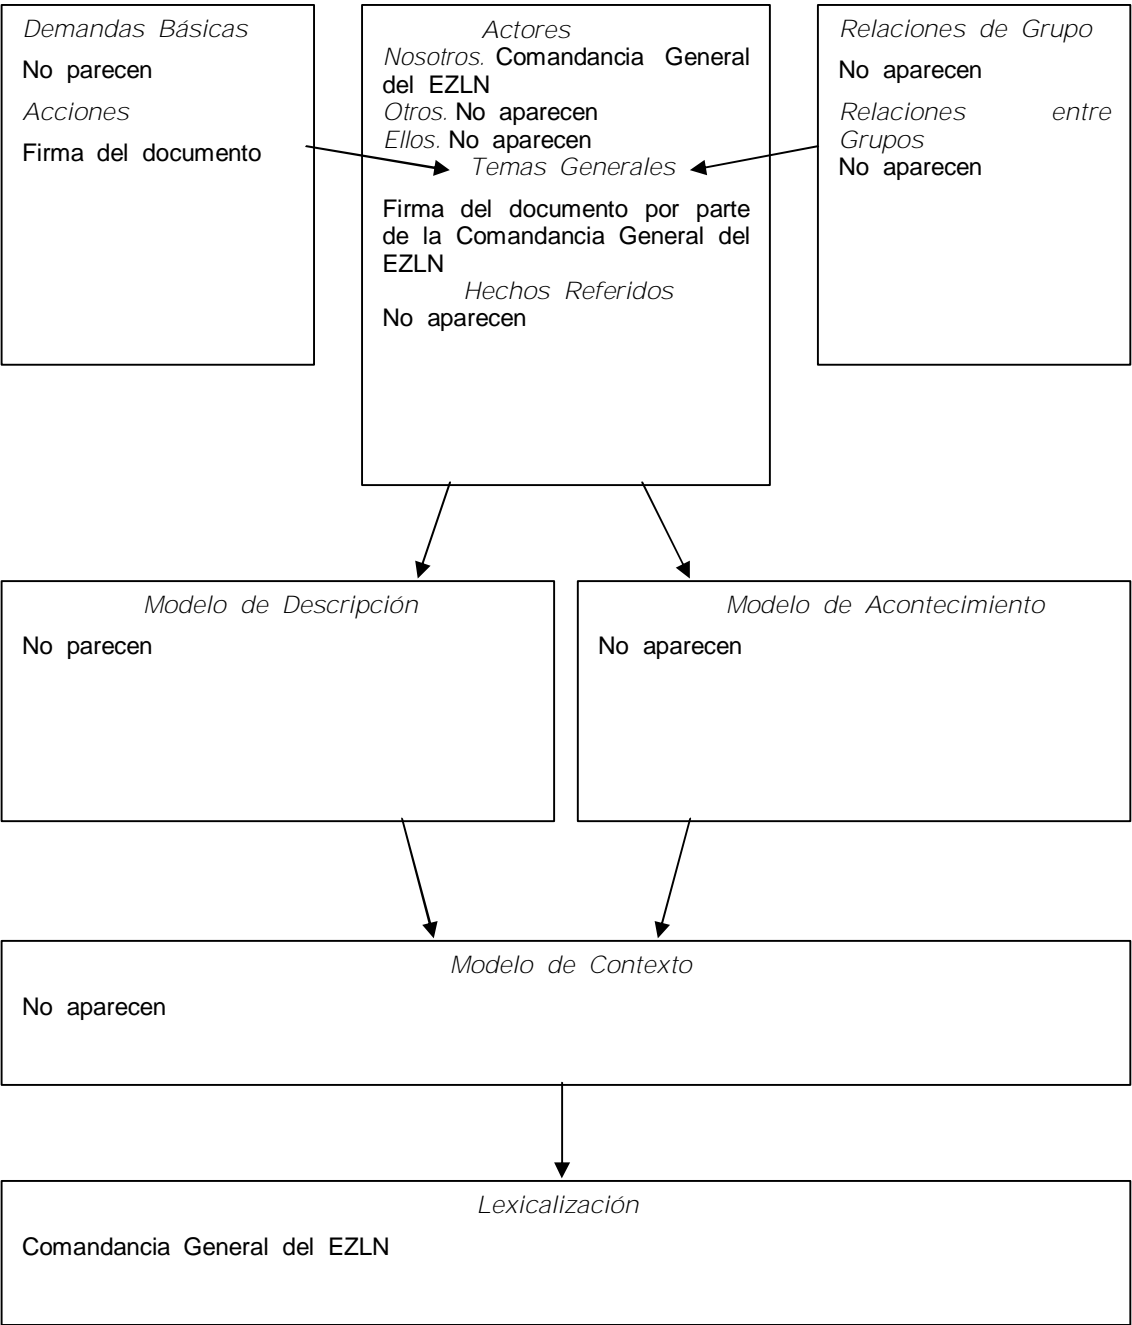 Demandas Básicas
No parecen
Acciones
Firma del documento
Actores
Nosotros. Comandancia General
del EZLN
Otros. No aparecen
Ellos. No aparecen
Temas Generales
Firma del documento por parte
de la Comandancia General del
EZLN
Hechos Referidos
No aparecen
Relaciones de Grupo
No aparecen
Relaciones entre
Grupos
No aparecen
Modelo de Descripción
No parecen
Modelo de Acontecimiento
No aparecen
Modelo de Contexto
No aparecen
Lexicalización
Comandancia General del EZLN